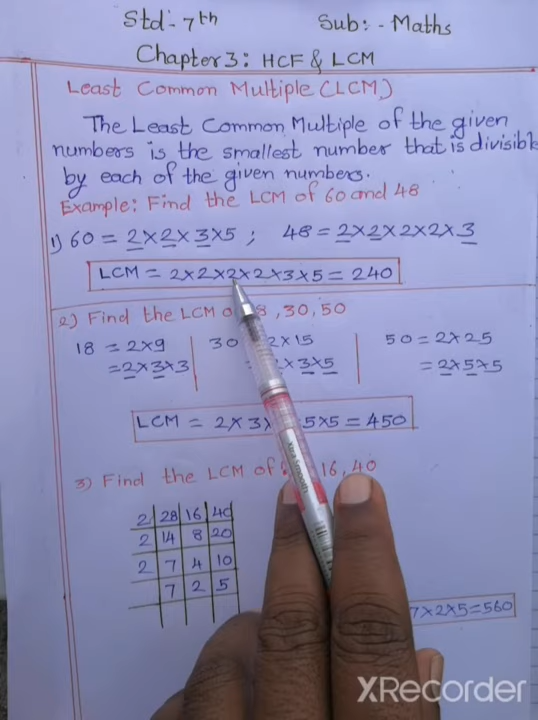 Std:- 7th Sub: - Maths
Chapter 3: HCF & LCM
Least Common Multiple (LCM)
The Least Common Multiple of the given
numbers is the smallest number that is divisible
by each of the given numbers.
Example: Find the LCM of 60 and 48
1) 60 = 2×2×3×5 ; 48 = 2×2×2×2×3
LCM = 2×2×2×2×3×5 = 240
2) Find the LCM 8, 30, 50
18 = 2×9 30 2×15 50 = 2×25
= 2×3×3 = ×3×5 = 2×5×5
LCM = 2×3× 5×5 = 450
3) Find the LCM of 16, 40
2 28 16 40
2 14 8 20
2 7 4 10
7 2 5
7×2×5=560
XRecorder